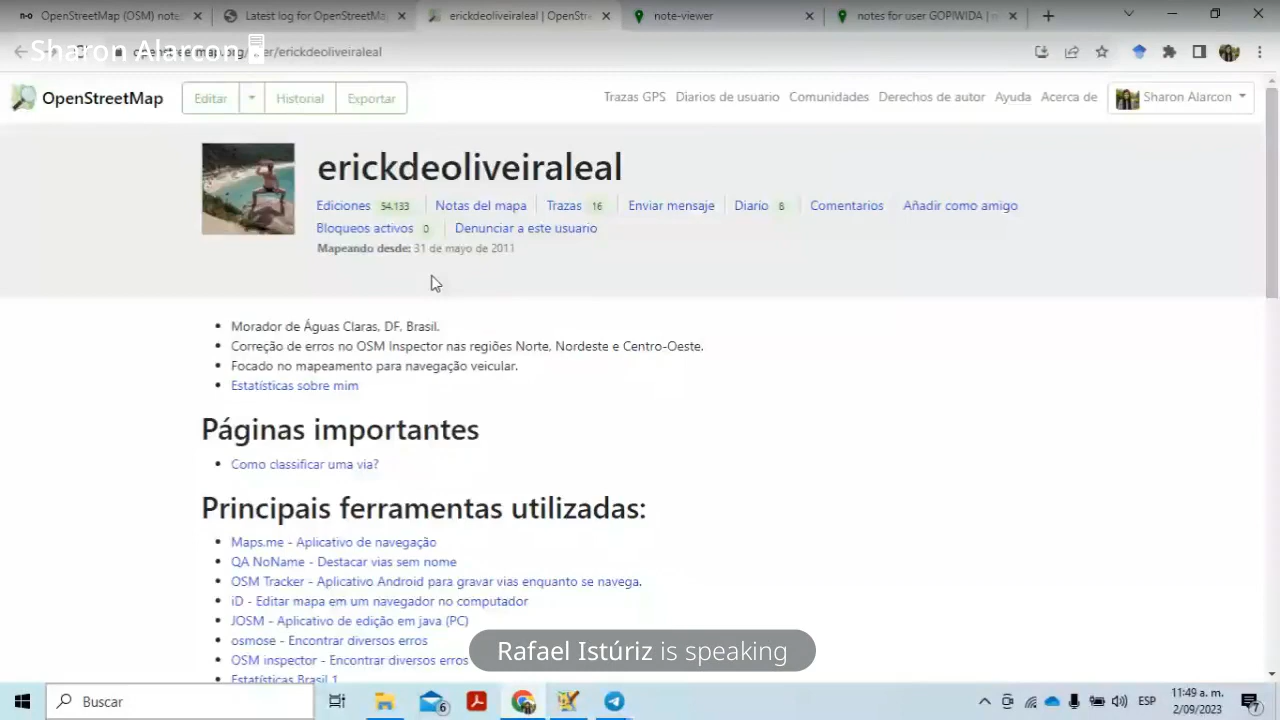 OpenStreetMap (OSM) note
Latest log for OpenStreetM
erickdeoliveiraleal | OpenStre
note-viewer
notes for user GOPIWIDA |
Sharon Alarcon
/erickdeoliveiraleal
OpenStreetMap
Editar
Historial
Exportar
Trazas GPS
Diarios de usuario
Comunidades
Derechos de autor
Ayuda
Acerca de
Sharon Alarcon
erickdeoliveiraleal
Ediciones 54.133
Notas del mapa
Trazas 16
Enviar mensaje
Diario 6
Comentarios
Añadir como amigo
Bloqueos activos 0
Denunciar a este usuario
Mapeando desde: 31 de mayo de 2011
• Morador de Águas Claras, DF, Brasil.
• Correção de erros no OSM Inspector nas regiões Norte, Nordeste e Centro-Oeste.
• Focado no mapeamento para navegação veicular.
• Estatísticas sobre mim
Páginas importantes
• Como classificar uma via?
Principais ferramentas utilizadas:
• Maps.me - Aplicativo de navegação
• QA NoName - Destacar vias sem nome
• OSM Tracker - Aplicativo Android para gravar vias enquanto se navega.
• iD - Editar mapa em um navegador no computador
• JOSM - Aplicativo de edição em java (PC)
• osmose - Encontrar diversos erros
• OSM inspector - Encontrar diversos erros
• Estatísticas Brasil 1
Rafael Istúriz is speaking
Buscar
6
ESP
11:49 a. m.
2/09/2023
7